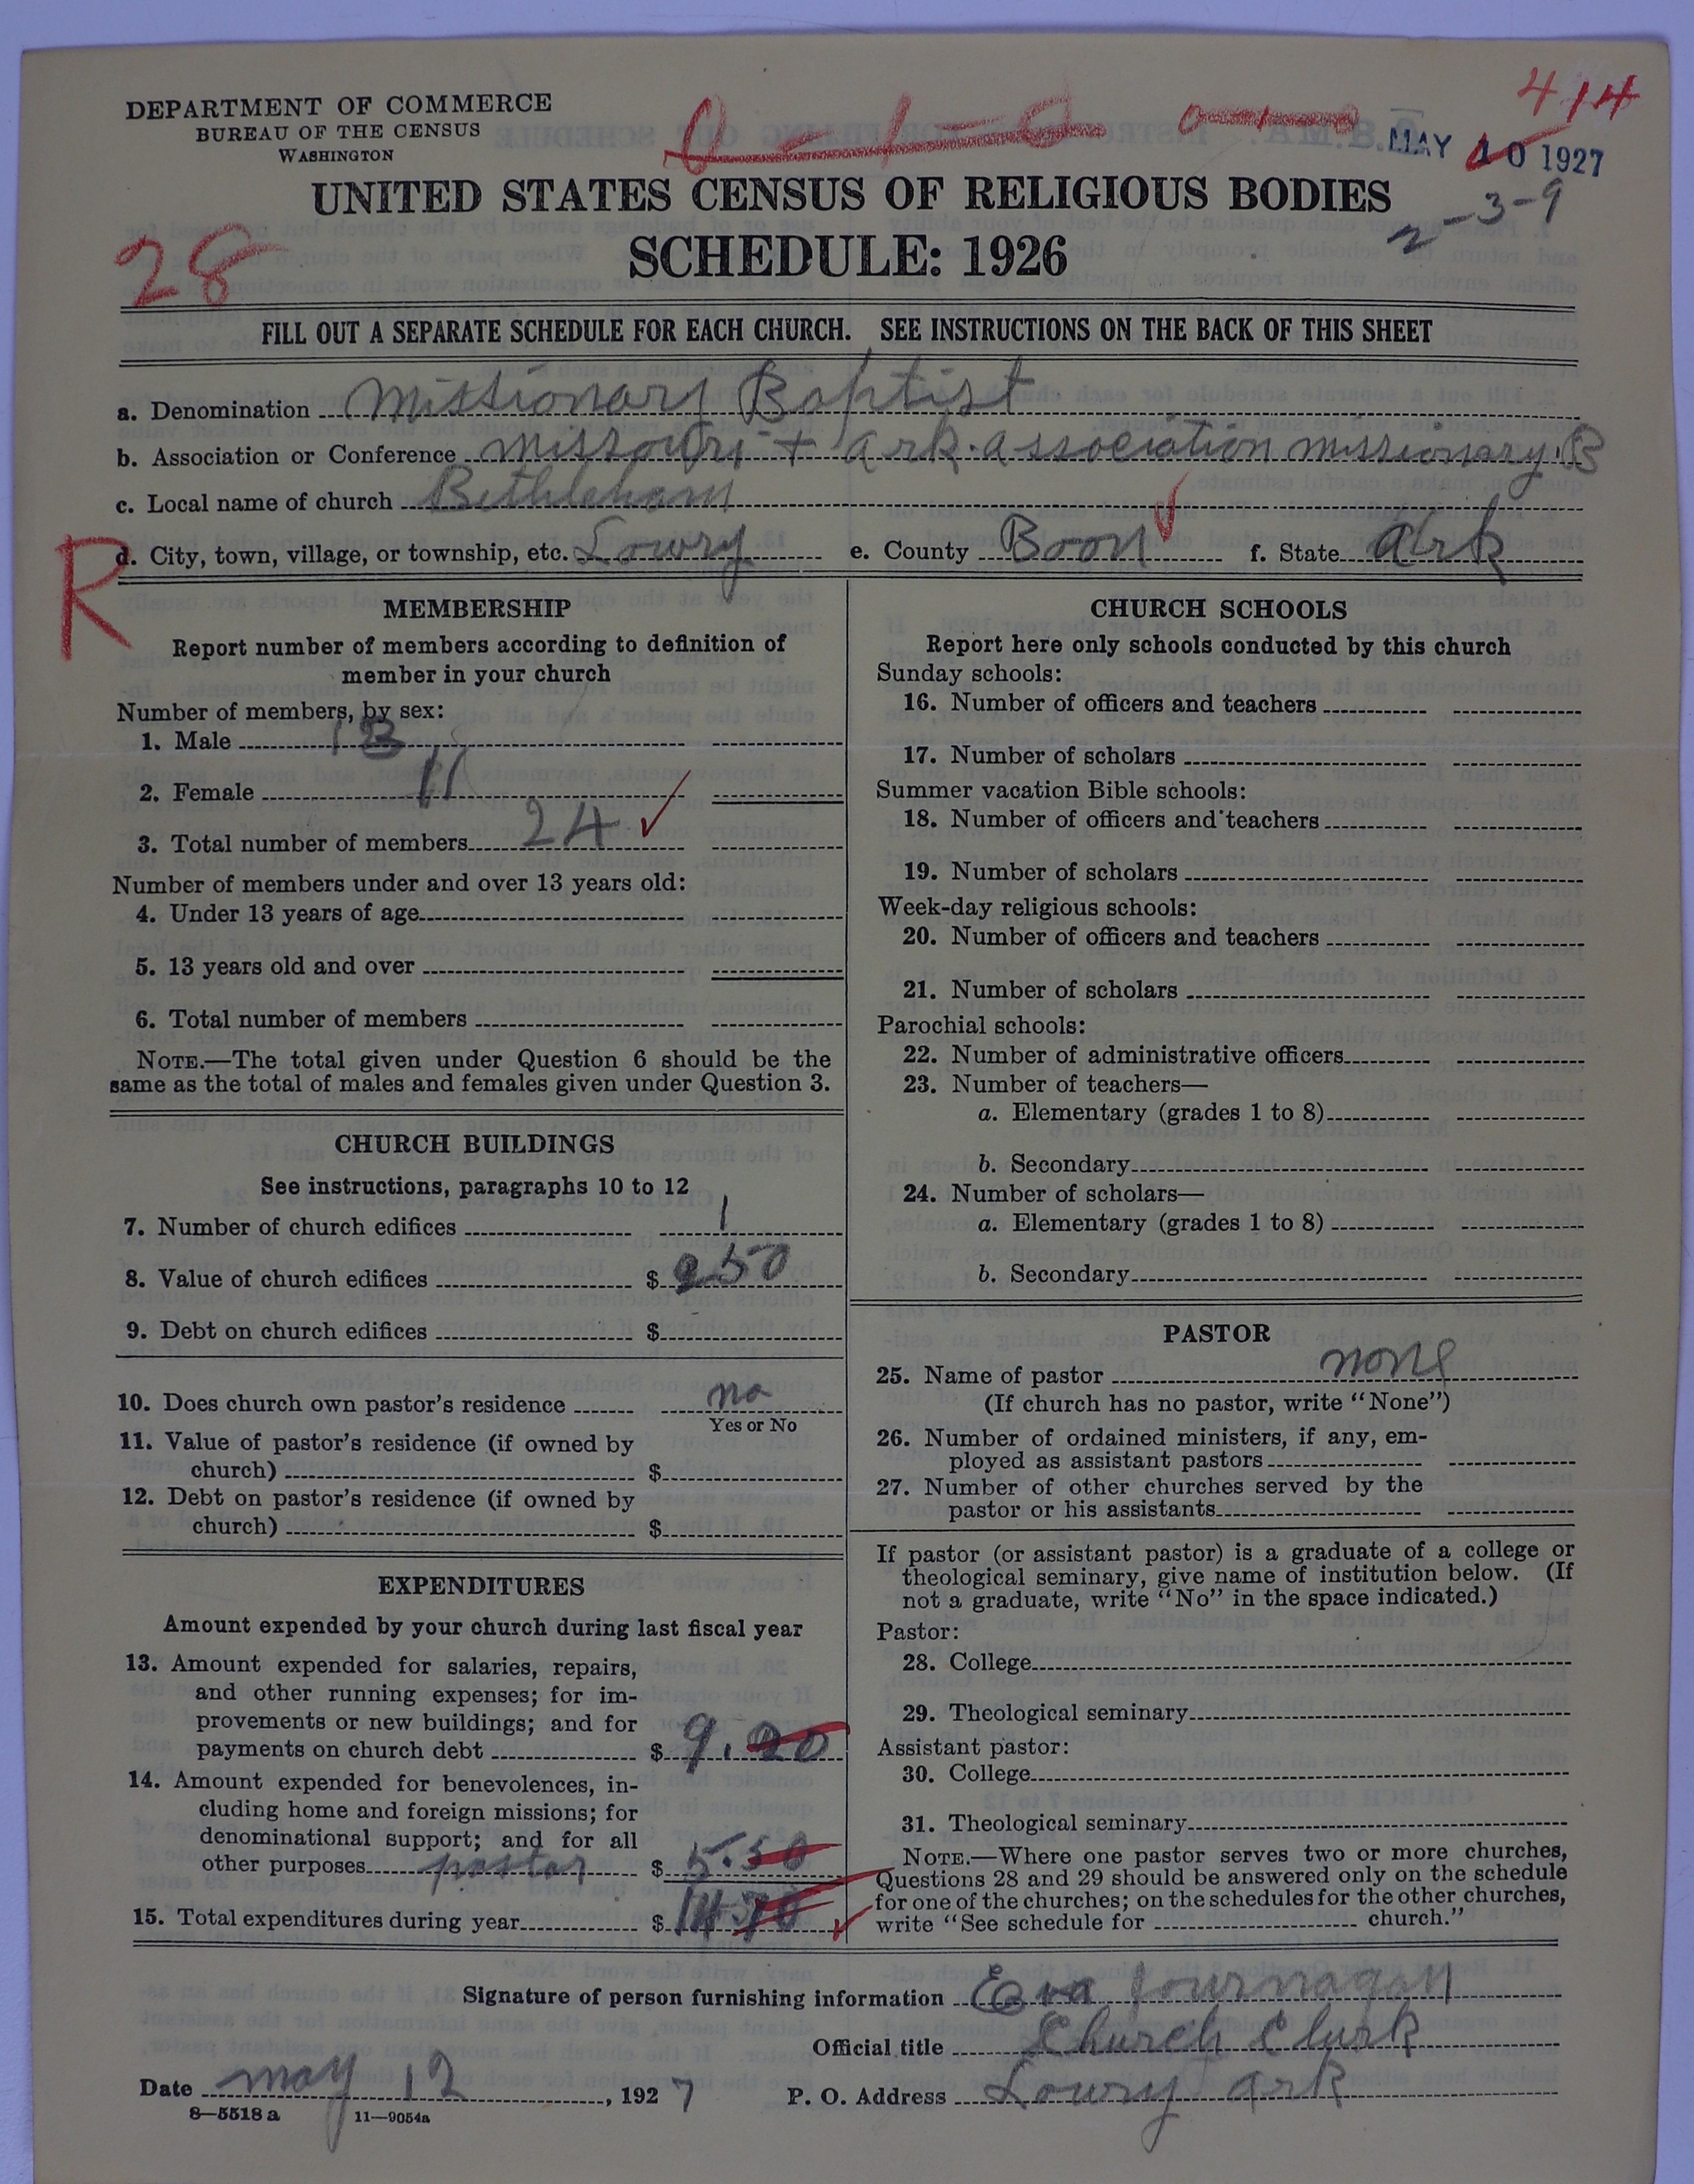 DEPARTMENT OF COMMERCE
BUREAU OF THE CENSUS
WASHINGTON
0-1-0 0-1-0
414
MAY 10 1927
2-3-9
UNITED STATES CENSUS OF RELIGIOUS BODIES
SCHEDULE: 1926
28
FILL OUT A SEPARATE SCHEDULE FOR EACH CHURCH. SEE INSTRUCTIONS ON THE BACK OF THIS SHEET
a. Denomination Missionary Baptist
b. Association or Conference Missouri + Ark. association missionary. B
c. Local name of church Bethleham
d. City, town, village, or township, etc. Lowry e. County Boon f. State Ark
R
MEMBERSHIP
Report number of members according to definition of
member in your church
Number of members, by sex:
1. Male 13
2. Female 11
3. Total number of members 24
Number of members under and over 13 years old:
4. Under 13 years of age
5. 13 years old and over
6. Total number of members
NOTE.—The total given under Question 6 should be the
same as the total of males and females given under Question 3.
CHURCH BUILDINGS
See instructions, paragraphs 10 to 12
7. Number of church edifices 1
8. Value of church edifices $ 250
9. Debt on church edifices $
10. Does church own pastor's residence no
Yes or No
11. Value of pastor's residence (if owned by
church) $
12. Debt on pastor's residence (if owned by
church) $
EXPENDITURES
Amount expended by your church during last fiscal year
13. Amount expended for salaries, repairs,
and other running expenses; for im-
provements or new buildings; and for
payments on church debt $ 9.20
14. Amount expended for benevolences, in-
cluding home and foreign missions; for
denominational support; and for all
other purposes pastor $ 5.50
15. Total expenditures during year $ 14.70
CHURCH SCHOOLS
Report here only schools conducted by this church
Sunday schools:
16. Number of officers and teachers
17. Number of scholars
Summer vacation Bible schools:
18. Number of officers and teachers
19. Number of scholars
Week-day religious schools:
20. Number of officers and teachers
21. Number of scholars
Parochial schools:
22. Number of administrative officers
23. Number of teachers—
a. Elementary (grades 1 to 8)
b. Secondary
24. Number of scholars—
a. Elementary (grades 1 to 8)
b. Secondary
PASTOR
25. Name of pastor none
(If church has no pastor, write "None")
26. Number of ordained ministers, if any, em-
ployed as assistant pastors
27. Number of other churches served by the
pastor or his assistants
If pastor (or assistant pastor) is a graduate of a college or
theological seminary, give name of institution below. (If
not a graduate, write "No" in the space indicated.)
Pastor:
28. College
29. Theological seminary
Assistant pastor:
30. College
31. Theological seminary
NOTE.—Where one pastor serves two or more churches,
Questions 28 and 29 should be answered only on the schedule
for one of the churches; on the schedules for the other churches,
write "See schedule for church."
Signature of person furnishing information Eva Journagan
Official title Church Clurk
Date may 12, 1927 P. O. Address Lowry Ark
8—5518 a 11—9054a